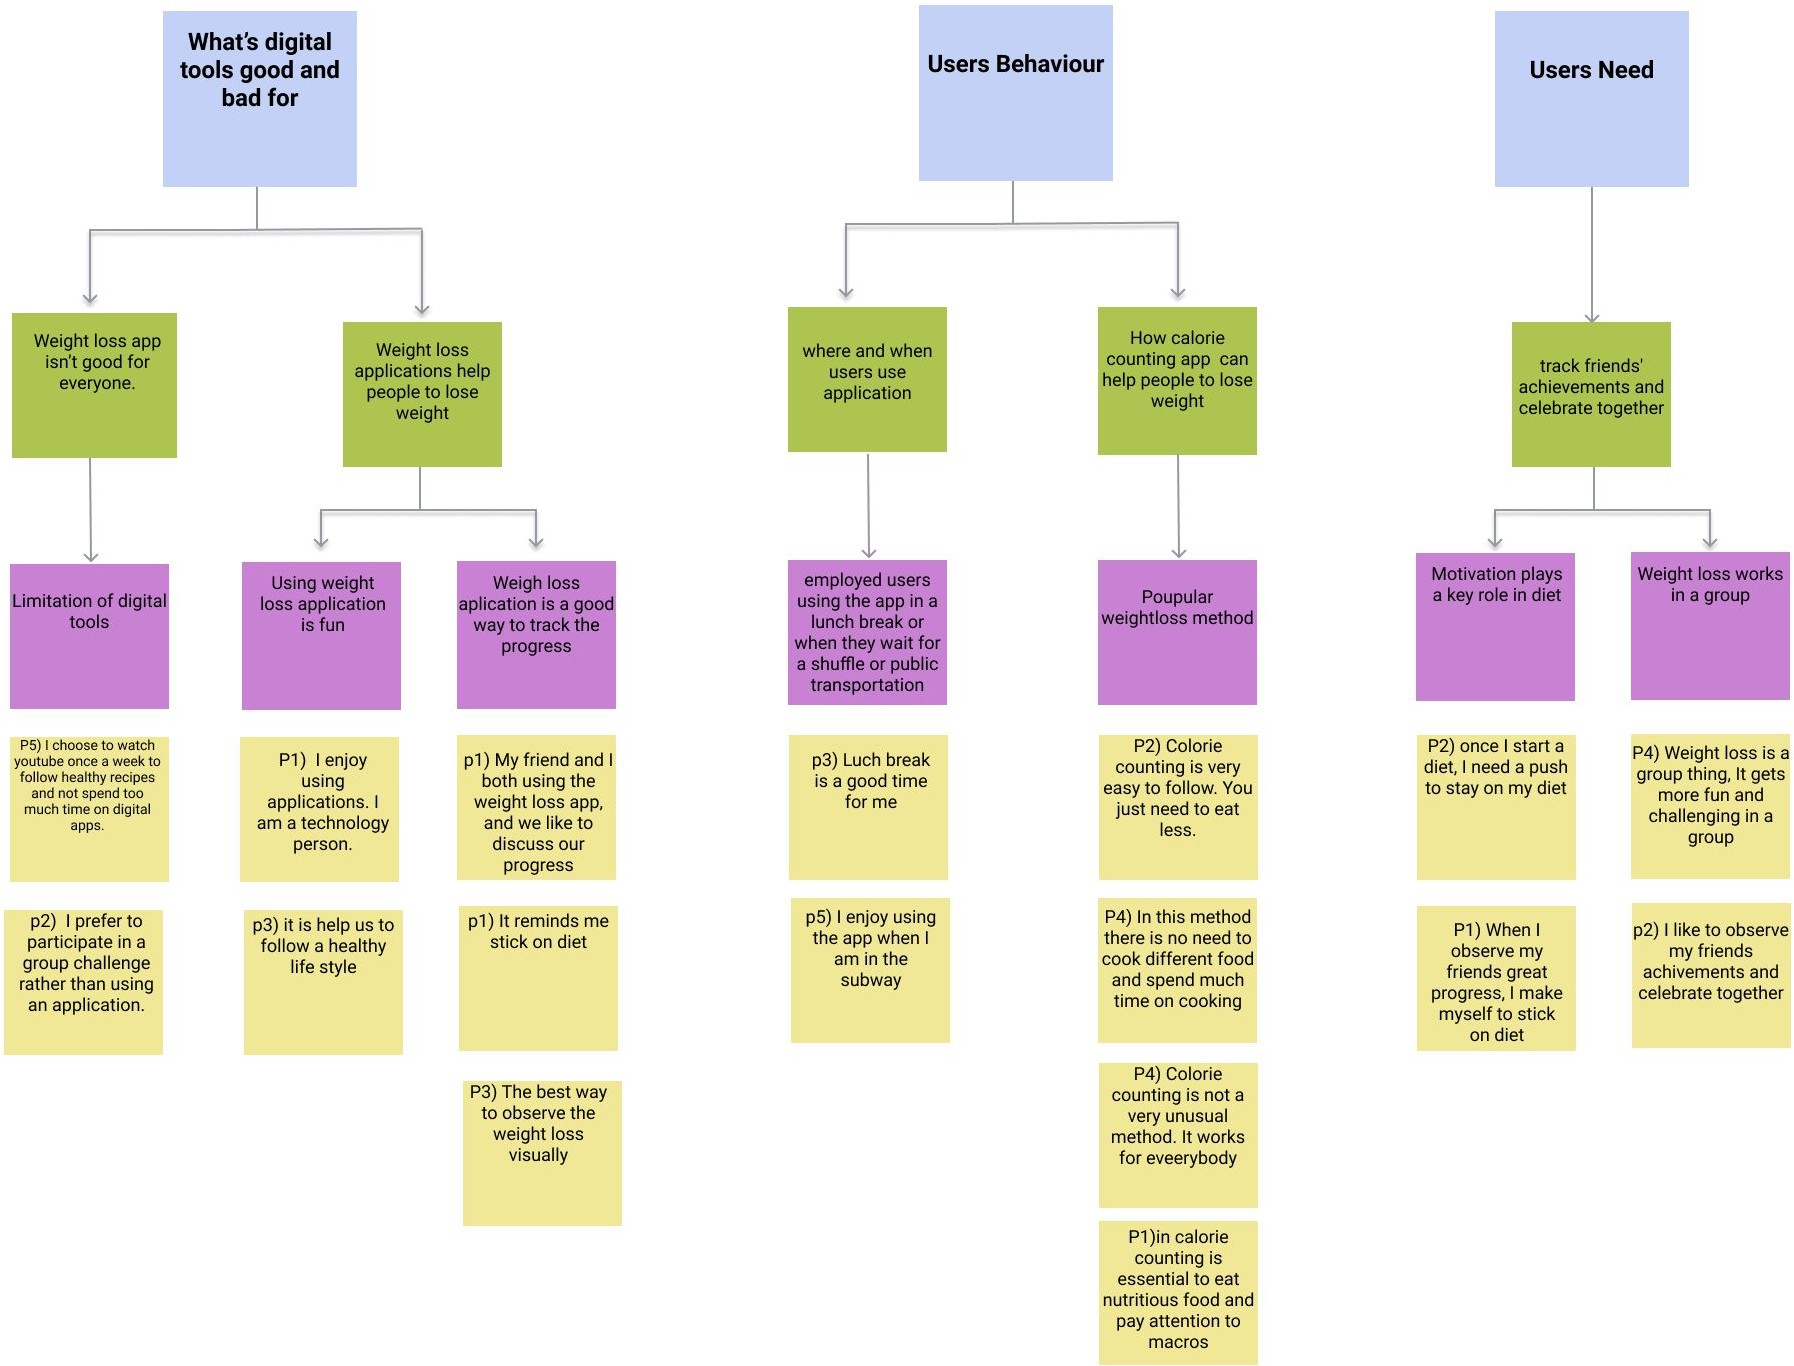 What's digital
tools good and
bad for
Users Behaviour
Users Need
Weight loss app
isn't good for
everyone.
Weight loss
applications help
people to lose
weight
where and when
users use
application
How calorie
counting app can
help people to lose
weight
track friends'
achievements and
celebrate together
Limitation of digital
tools
Using weight
loss application
is fun
Weigh loss
aplication is a good
way to track the
progress
employed users
using the app in a
lunch break or
when they wait for
a shuffle or public
transportation
Poupular
weightloss method
Motivation plays
a key role in diet
Weight loss works
in a group
P5) I choose to watch
youtube once a week to
follow healthy recipes
and not spend too
much time on digital
apps.
P1) I enjoy
using
applications. I
am a technology
person.
p1) My friend and I
both using the
weight loss app,
and we like to
discuss our
progress
p3) Luch break
is a good time
for me
P2) Colorie
counting is very
easy to follow. You
just need to eat
less.
P2) once I start a
diet, I need a push
to stay on my diet
P4) Weight loss is a
group thing, It gets
more fun and
challenging in a
group
p2) I prefer to
participate in a
group challenge
rather than using
an application.
p3) it is help us to
follow a healthy
life style
p1) It reminds me
stick on diet
p5) I enjoy using
the app when I
am in the
subway
P4) In this method
there is no need to
cook different food
and spend much
time on cooking
P1) When I
observe my
friends great
progress, I make
myself to stick
on diet
p2) I like to observe
my friends
achivements and
celebrate together
P3) The best way
to observe the
weight loss
visually
P4) Colorie
counting is not a
very unusual
method. It works
for eveerybody
P1)in calorie
counting is
essential to eat
nutritious food and
pay attention to
macros